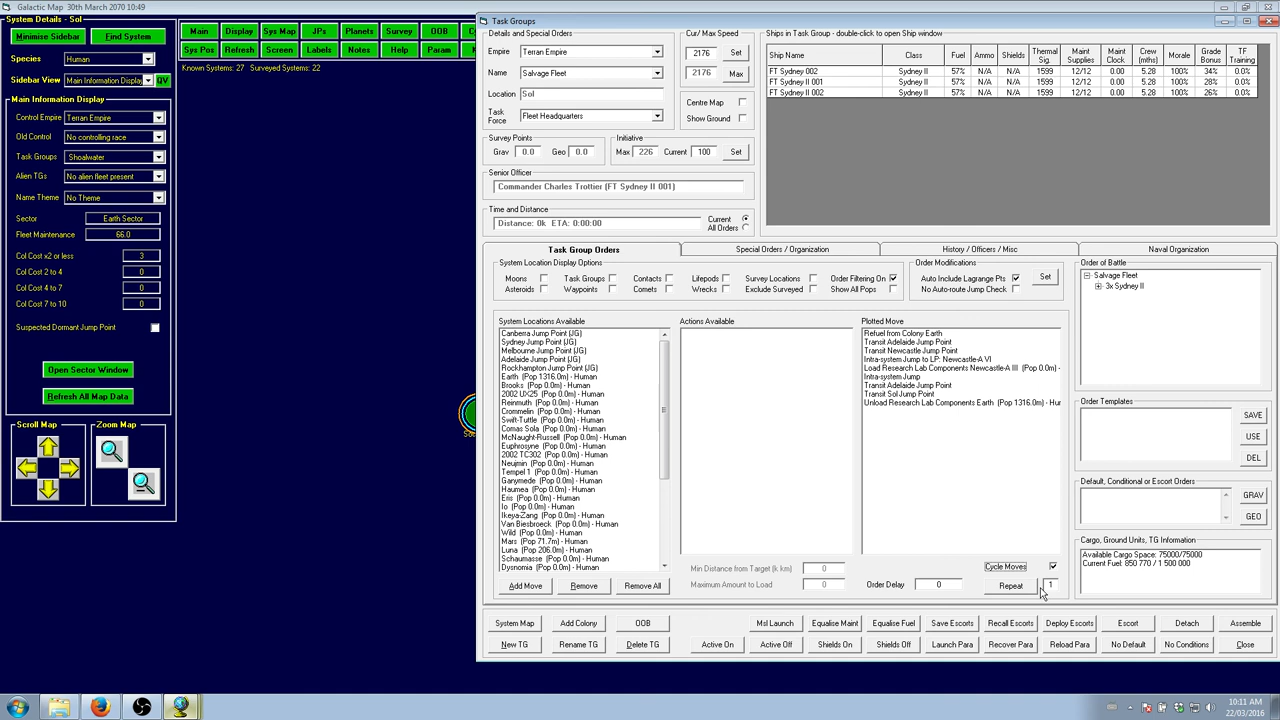 Galactic Map  30th March 2070 10:49
System Details - Sol
Minimise Sidebar
Find System
Species
Human
Sidebar View
Main Information Display
QV
Main Information Display
Control Empire
Terran Empire
Old Control
No controlling race
Task Groups
Shoalwater
Alien TGs
No alien fleet present
Name Theme
No Theme
Sector
Earth Sector
Fleet Maintenance
66.0
Col Cost x2 or less
3
Col Cost 2 to 4
0
Col Cost 4 to 7
0
Col Cost 7 to 10
0
Suspected Dormant Jump Point
Open Sector Window
Refresh All Map Data
Scroll Map
Zoom Map
Main Display Sys Map JPs Planets Survey OOB
Sys Pos Refresh Screen Labels Notes Help Param
Known Systems: 27  Surveyed Systems: 22
Task Groups
Details and Special Orders
Empire
Terran Empire
Name
Salvage Fleet
Location
Sol
Task Force
Fleet Headquarters
Cur/ Max Speed
2176
Set
2176
Max
Centre Map
Show Ground
Survey Points
Grav 0.0 Geo 0.0
Initiative
Max 226 Current 100 Set
Senior Officer
Commander Charles Trottier (FT Sydney II 001)
Time and Distance
Distance: 0k  ETA: 0:00:00
Current
All Orders
Ships in Task Group - double-click to open Ship window
Ship Name Class Fuel Ammo Shields Thermal Sig. Maint Supplies Maint Clock Crew (mths) Morale Grade Bonus TF Training
FT Sydney 002 Sydney II 57% N/A N/A 1599 12/12 0.00 5.28 100% 34% 0.0%
FT Sydney II 001 Sydney II 57% N/A N/A 1599 12/12 0.00 5.28 100% 28% 0.0%
FT Sydney II 002 Sydney II 57% N/A N/A 1599 12/12 0.00 5.28 100% 26% 0.0%
Task Group Orders
Special Orders / Organization
History / Officers / Misc
Naval Organization
System Location Display Options
Moons Task Groups Contacts Lifepods Survey Locations Order Filtering On
Asteroids Waypoints Comets Wrecks Exclude Surveyed Show All Pops
Order Modifications
Auto Include Lagrange Pts
No Auto-route Jump Check
Set
System Locations Available
Canberra Jump Point (JG)
Sydney Jump Point (JG)
Melbourne Jump Point (JG)
Adelaide Jump Point (JG)
Rockhampton Jump Point (JG)
Earth  (Pop 1316.0m) - Human
Brooks  (Pop 0.0m) - Human
2002 UX25  (Pop 0.0m) - Human
Reinmuth  (Pop 0.0m) - Human
Crommelin  (Pop 0.0m) - Human
Swift-Tuttle  (Pop 0.0m) - Human
Comas Sola  (Pop 0.0m) - Human
McNaught-Russell  (Pop 0.0m) - Human
Euphrosyne  (Pop 0.0m) - Human
2002 TC302  (Pop 0.0m) - Human
Neujmin  (Pop 0.0m) - Human
Tempel 1  (Pop 0.0m) - Human
Ganymede  (Pop 0.0m) - Human
Haumea  (Pop 0.0m) - Human
Eris  (Pop 0.0m) - Human
Io  (Pop 0.0m) - Human
Ikeya-Zang  (Pop 0.0m) - Human
Van Biesbroeck  (Pop 0.0m) - Human
Wild  (Pop 0.0m) - Human
Mars  (Pop 71.7m) - Human
Luna  (Pop 206.0m) - Human
Schaumasse  (Pop 0.0m) - Human
Dysnomia  (Pop 0.0m) - Human
Actions Available
Plotted Move
Refuel from Colony Earth
Transit Adelaide Jump Point
Transit Newcastle Jump Point
Intra-system Jump to LP: Newcastle-A VI
Load Research Lab Components Newcastle-A III  (Pop 0.0m) -
Intra-system Jump
Transit Adelaide Jump Point
Transit Sol Jump Point
Unload Research Lab Components Earth  (Pop 1316.0m) - Hur
Order of Battle
Salvage Fleet
3x Sydney II
Order Templates
SAVE
USE
DEL
Default, Conditional or Escort Orders
GRAV
GEO
Cargo, Ground Units, TG Information
Available Cargo Space: 75000/75000
Current Fuel: 850 770 / 1 500 000
Min Distance from Target (k km) 0
Cycle Moves
Add Move Remove Remove All
Maximum Amount to Load 0
Order Delay 0
Repeat 1
System Map Add Colony OOB Msl Launch Equalise Maint Equalise Fuel Save Escorts Recall Escorts Deploy Escorts Escort Detach Assemble
New TG Rename TG Delete TG Active On Active Off Shields On Shields Off Launch Para Recover Para Reload Para No Default No Conditions Close
10:11 AM
22/03/2016